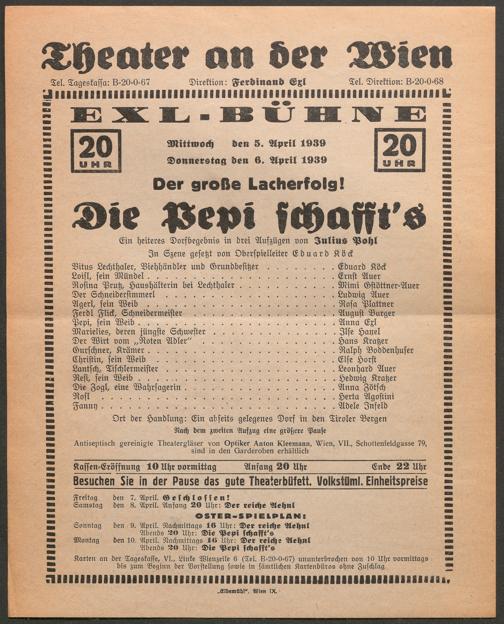 Theater an der Wien
Tel. Tageskassa: B-20-0-67 Direktion: Ferdinand Exl Tel. Direktion: B-20-0-68
EXL-BÜHNE
20 UHR
Mittwoch den 5. April 1939
Donnerstag den 6. April 1939
20 UHR
Der große Lacherfolg!
Die Pepi schafft's
Ein heiteres Dorfbegebnis in drei Aufzügen von Julius Pohl
In Szene gesetzt von Oberspielleiter Eduard Köck
Vitus Lechthaler, Viehhändler und Grundbesitzer . . . Eduard Köck
Loisl, sein Mündel . . . Ernst Auer
Rosina Prutz, Haushälterin bei Lechthaler . . . Mimi Gstöttner-Auer
Der Schneidersimmerl . . . Ludwig Auer
Agerl, sein Weib . . . Rosa Plattner
Ferdl Flick, Schneidermeister . . . August Burger
Pepi, sein Weib . . . Anna Exl
Marielies, deren jüngste Schwester . . . Ilse Hanel
Der Wirt vom „Roten Adler“ . . . Hans Kratzer
Gurschner, Krämer . . . Ralph Boddenhuser
Christin, sein Weib . . . Else Horst
Lantsch, Tischlermeister . . . Leonhard Auer
Resl, sein Weib . . . Hedwig Kratzer
Die Fogl, eine Wahrsagerin . . . Anna Fötsch
Rosl . . . Herta Agostini
Fanny . . . Adele Infeld
Ort der Handlung: Ein abseits gelegenes Dorf in den Tiroler Bergen
Nach dem zweiten Aufzug eine größere Pause
Antiseptisch gereinigte Theatergläser von Optiker Anton Kleemann, Wien, VII., Schottenfeldgasse 79,
sind in den Garderoben erhältlich
Kassen-Eröffnung 10 Uhr vormittag Anfang 20 Uhr Ende 22 Uhr
Besuchen Sie in der Pause das gute Theaterbüfett. Volkstüml. Einheitspreise
Freitag den 7. April. Geschlossen!
Samstag den 8. April. Anfang 20 Uhr: Der reiche Aehnl
OSTER-SPIELPLAN:
Sonntag den 9. April. Nachmittags 16 Uhr: Der reiche Aehnl
Abends 20 Uhr: Die Pepi schafft's
Montag den 10. April. Nachmittags 16 Uhr: Der reiche Aehnl
Abends 20 Uhr: Die Pepi schafft's
Karten an der Tageskasse, VI., Linke Wienzeile 6 (Tel. B-20-0-67) ununterbrochen von 10 Uhr vormittags
bis zum Beginn der Vorstellung sowie in sämtlichen Kartenbüros ohne Zuschlag
„Elbemühl“, Wien IX.